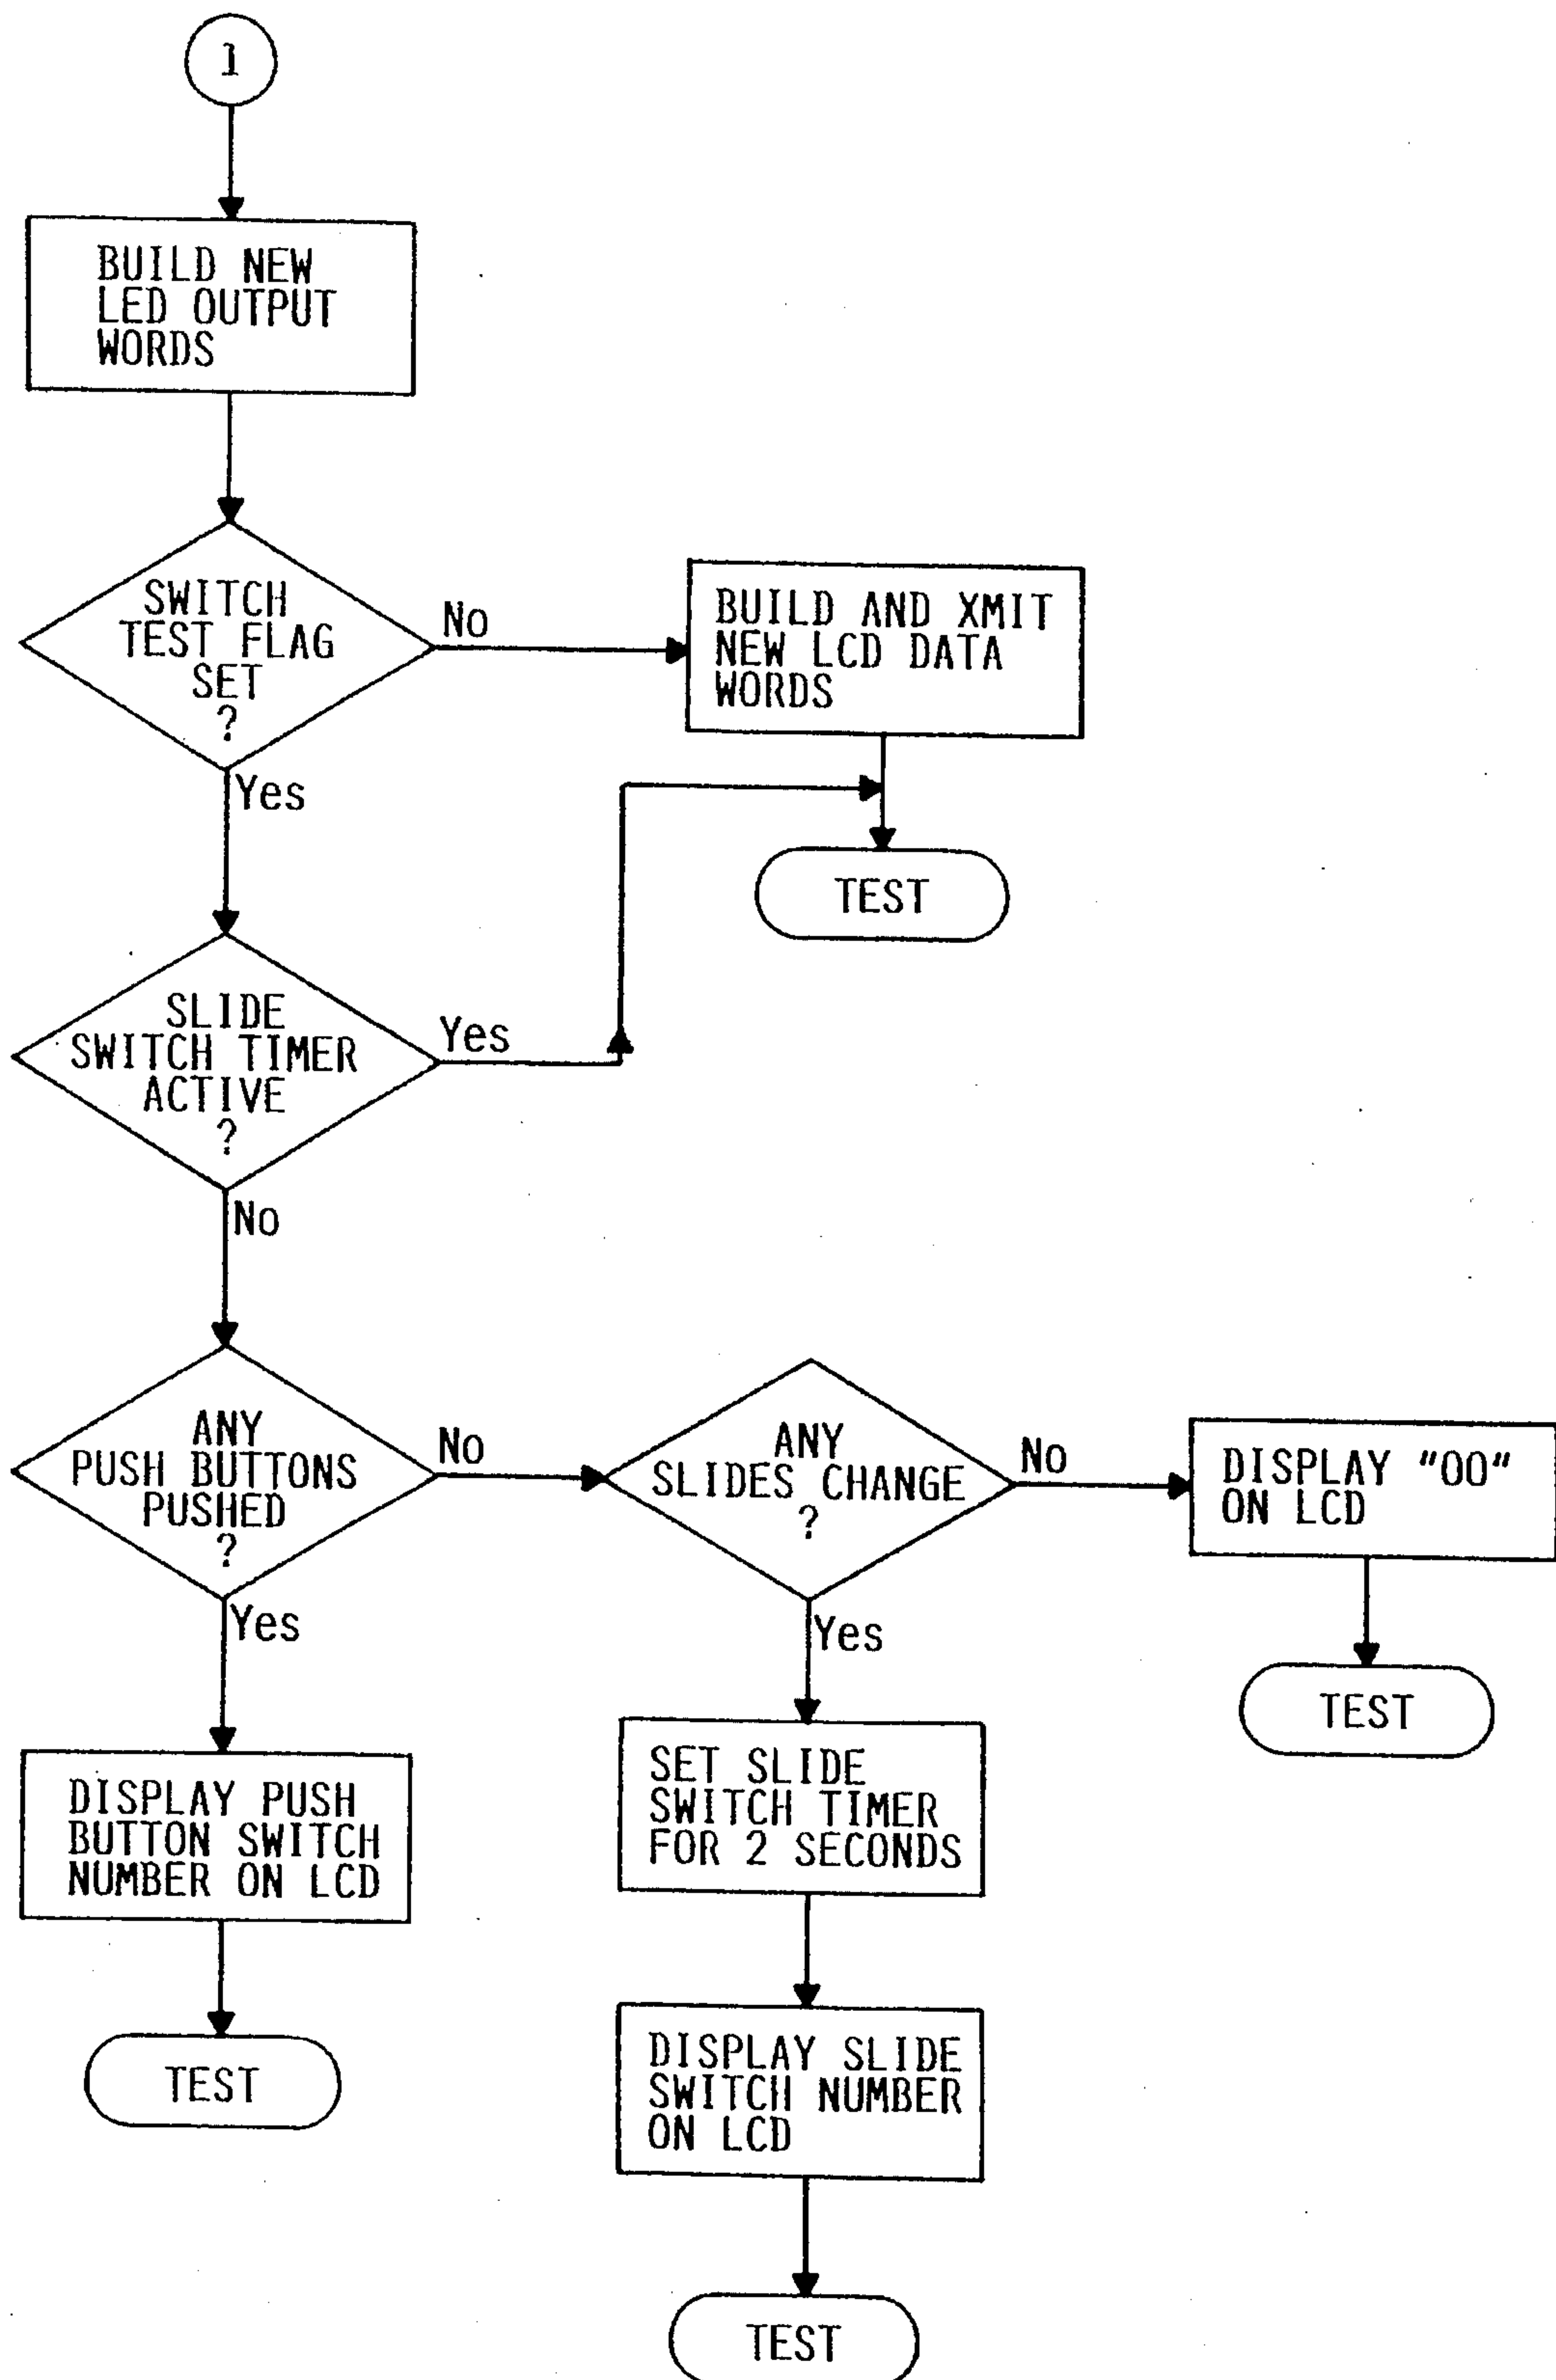 1
BUILD NEW
LED OUTPUT
WORDS
SWITCH
TEST FLAG
SET
?
No
BUILD AND XMIT
NEW LCD DATA
WORDS
Yes
TEST
SLIDE
SWITCH TIMER
ACTIVE
?
Yes
No
ANY
PUSH BUTTONS
PUSHED
?
No
ANY
SLIDES CHANGE
?
No
DISPLAY "00"
ON LCD
Yes
Yes
TEST
DISPLAY PUSH
BUTTON SWITCH
NUMBER ON LCD
SET SLIDE
SWITCH TIMER
FOR 2 SECONDS
TEST
DISPLAY SLIDE
SWITCH NUMBER
ON LCD
TEST